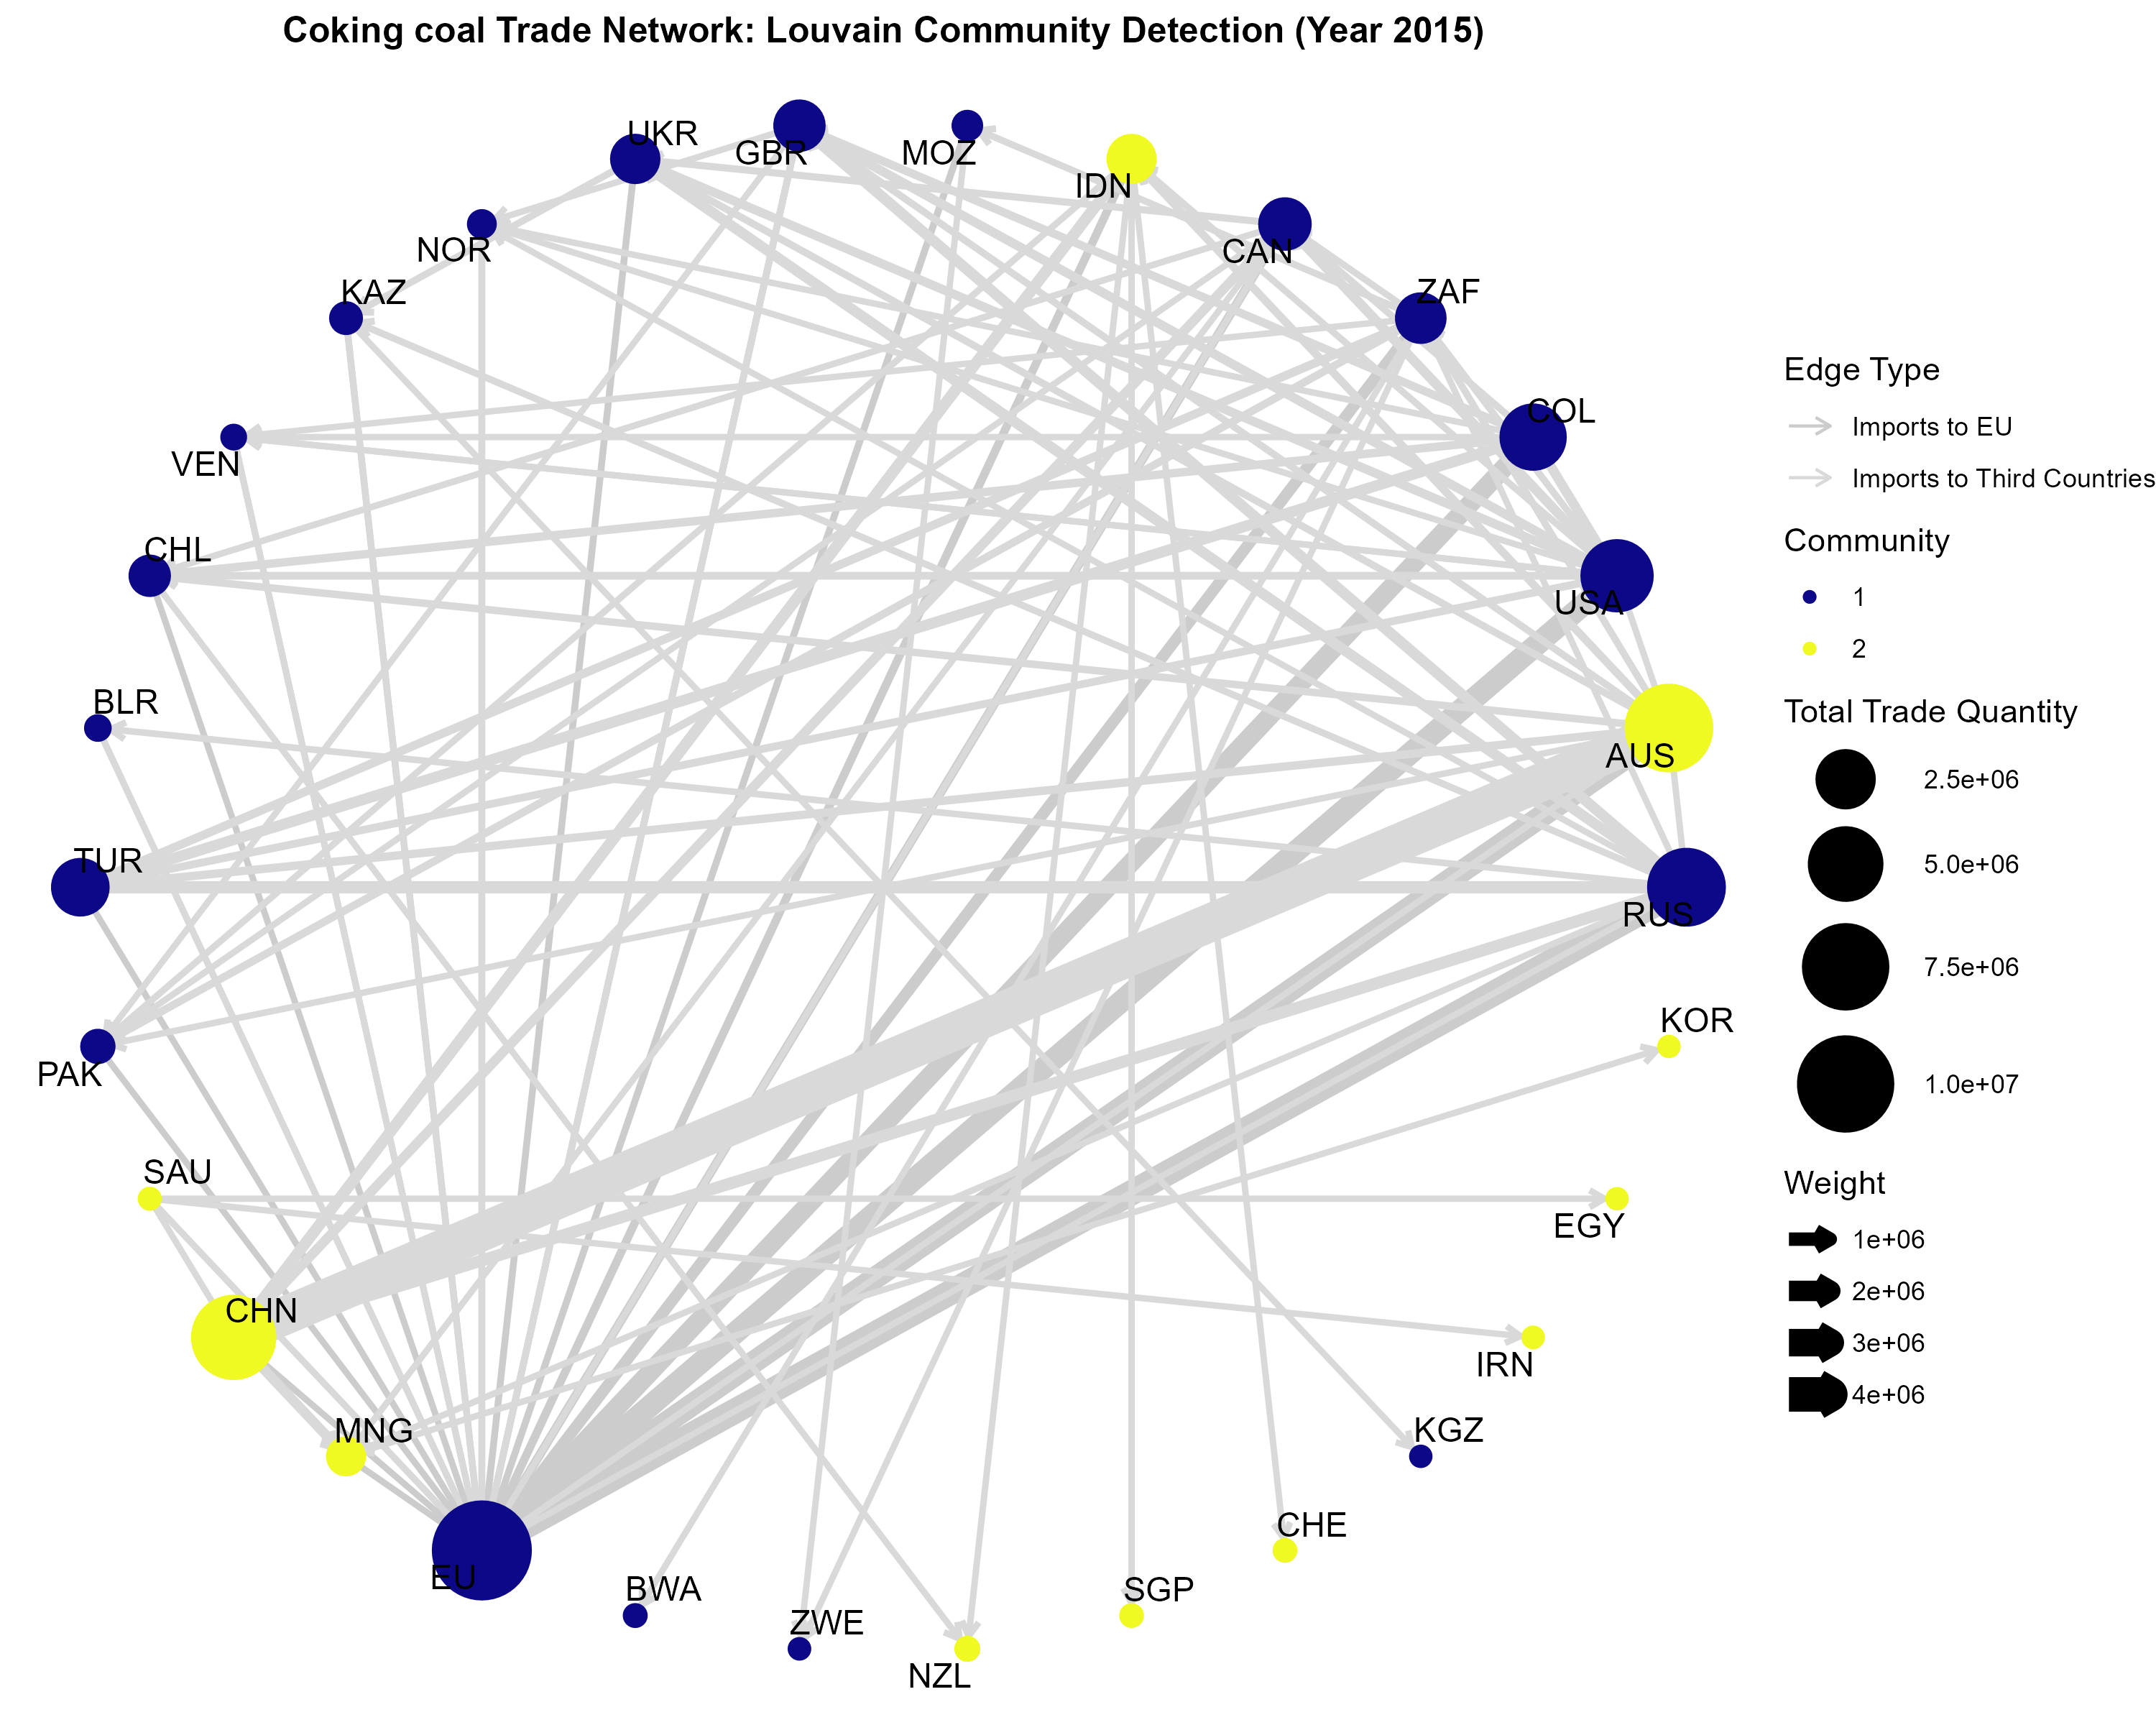 Coking coal Trade Network: Louvain Community Detection (Year 2015)
UKR
GBR
MOZ
IDN
CAN
NOR
ZAF
KAZ
COL
VEN
CHL
USA
BLR
AUS
TUR
RUS
PAK
KOR
SAU
EGY
CHN
IRN
MNG
KGZ
EU
CHE
BWA
SGP
ZWE
NZL
Edge Type
Imports to EU
Imports to Third Countries
Community
1
2
Total Trade Quantity
2.5e+06
5.0e+06
7.5e+06
1.0e+07
Weight
1e+06
2e+06
3e+06
4e+06